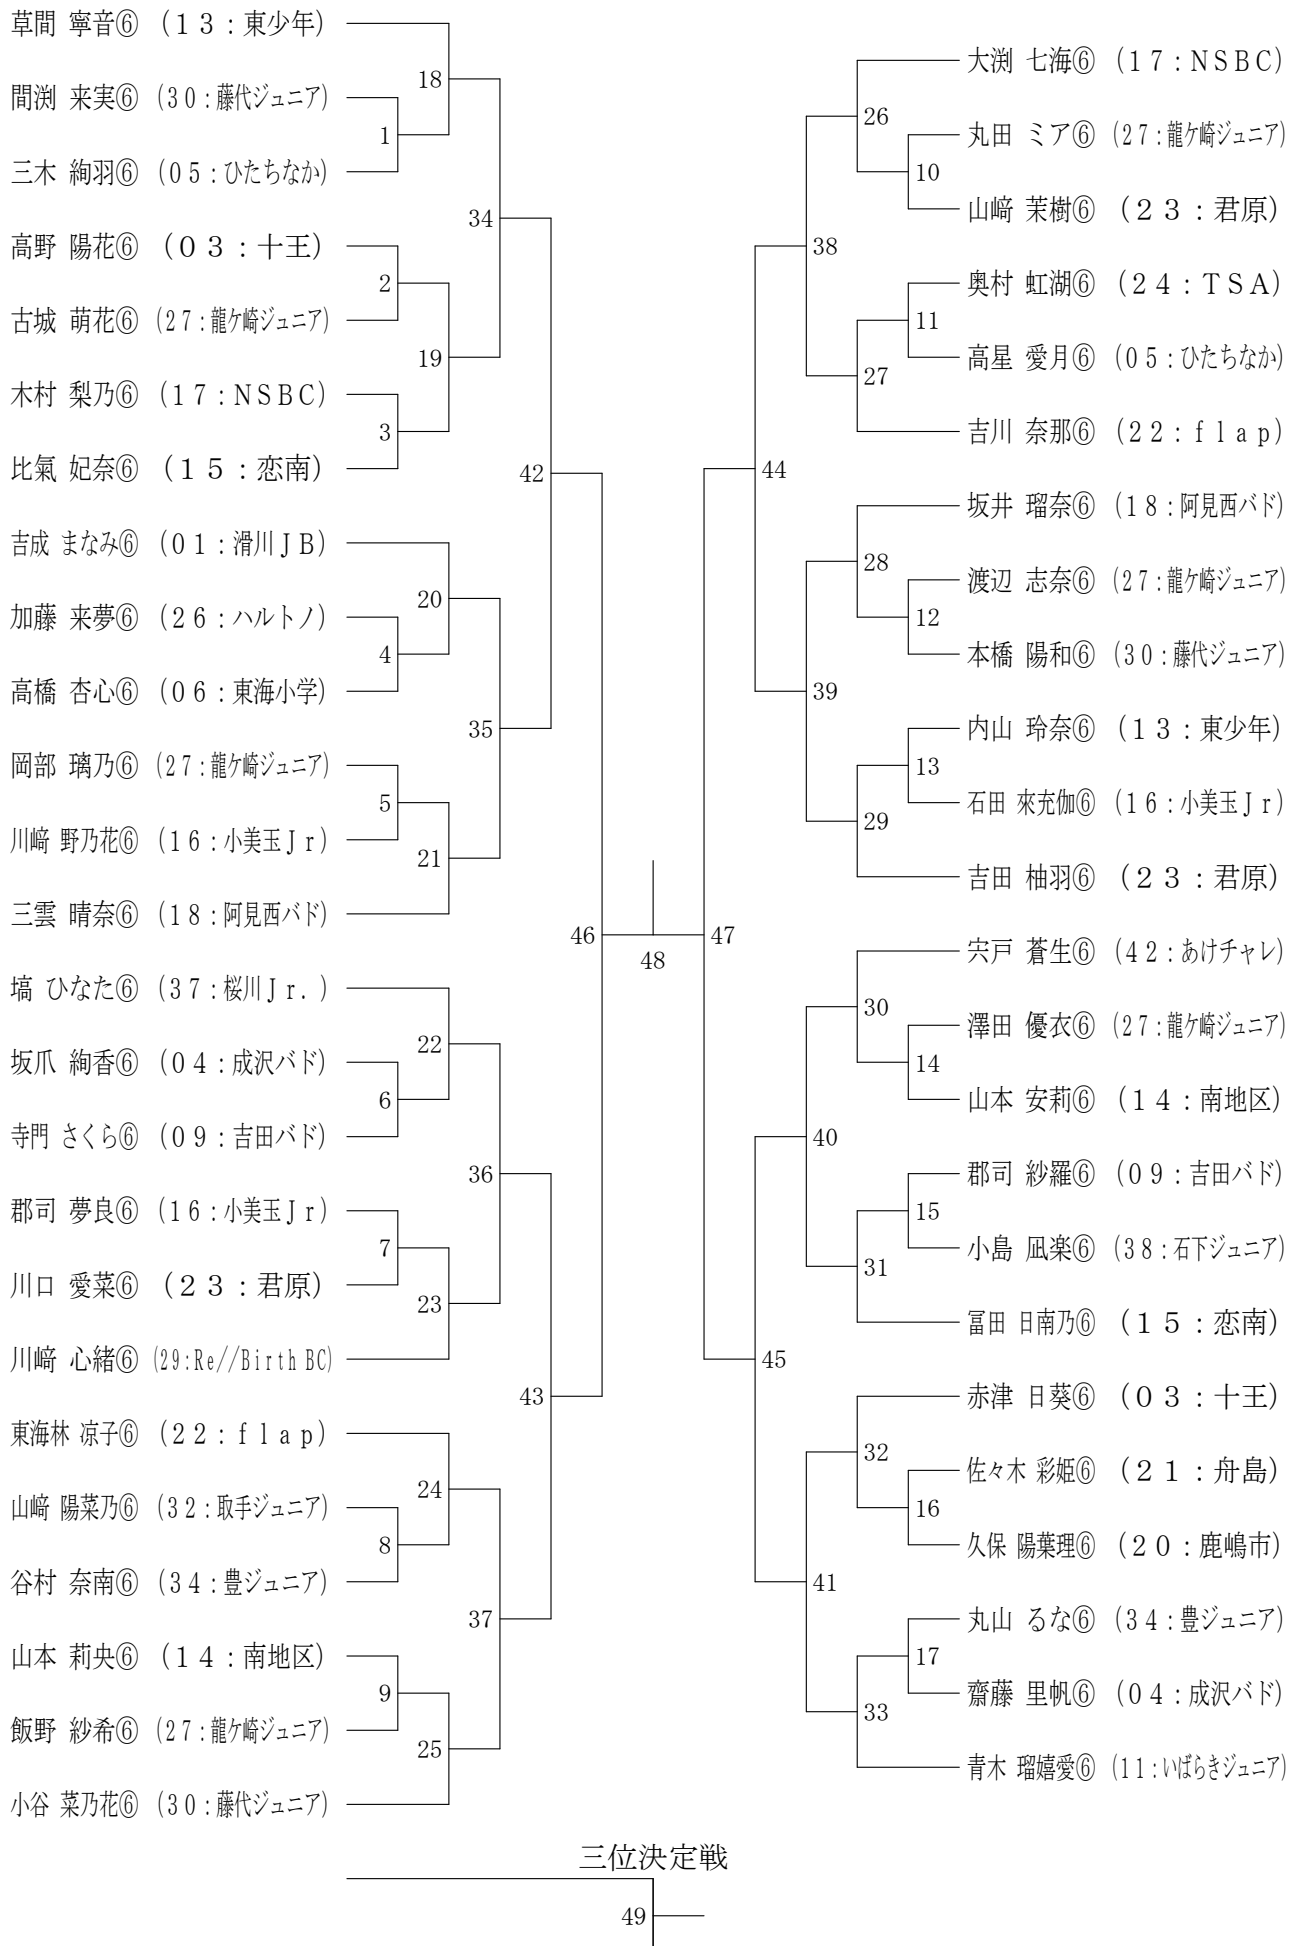 草間 寧音⑥ (13:東少年)
間渕 来実⑥ (30:藤代ジュニア)
三木 絢羽⑥ (05:ひたちなか)
高野 陽花⑥ (03:十王)
古城 萌花⑥ (27:龍ケ崎ジュニア)
木村 梨乃⑥ (17:NSBC)
比氣 妃奈⑥ (15:恋南)
吉成 まなみ⑥ (01:滑川JB)
加藤 来夢⑥ (26:ハルトノ)
高橋 杏心⑥ (06:東海小学)
岡部 璃乃⑥ (27:龍ケ崎ジュニア)
川﨑 野乃花⑥ (16:小美玉Jr)
三雲 晴奈⑥ (18:阿見西バド)
塙 ひなた⑥ (37:桜川Jr.)
坂爪 絢香⑥ (04:成沢バド)
寺門 さくら⑥ (09:吉田バド)
郡司 夢良⑥ (16:小美玉Jr)
川口 愛菜⑥ (23:君原)
川﨑 心緒⑥ (29:Re//Birth BC)
東海林 凉子⑥ (22:flap)
山﨑 陽菜乃⑥ (32:取手ジュニア)
谷村 奈南⑥ (34:豊ジュニア)
山本 莉央⑥ (14:南地区)
飯野 紗希⑥ (27:龍ケ崎ジュニア)
小谷 菜乃花⑥ (30:藤代ジュニア)
1
2
3
4
5
6
7
8
9
18
19
20
21
22
23
24
25
34
35
36
37
42
43
46
48
47
44
45
38
39
40
41
26
27
28
29
30
31
32
33
10
11
12
13
14
15
16
17
大渕 七海⑥ (17:NSBC)
丸田 ミア⑥ (27:龍ケ崎ジュニア)
山﨑 茉樹⑥ (23:君原)
奥村 虹湖⑥ (24:TSA)
高星 愛月⑥ (05:ひたちなか)
吉川 奈那⑥ (22:flap)
坂井 瑠奈⑥ (18:阿見西バド)
渡辺 志奈⑥ (27:龍ケ崎ジュニア)
本橋 陽和⑥ (30:藤代ジュニア)
内山 玲奈⑥ (13:東少年)
石田 來充伽⑥ (16:小美玉Jr)
吉田 柚羽⑥ (23:君原)
宍戸 蒼生⑥ (42:あけチャレ)
澤田 優衣⑥ (27:龍ケ崎ジュニア)
山本 安莉⑥ (14:南地区)
郡司 紗羅⑥ (09:吉田バド)
小島 凪楽⑥ (38:石下ジュニア)
冨田 日南乃⑥ (15:恋南)
赤津 日葵⑥ (03:十王)
佐々木 彩姫⑥ (21:舟島)
久保 陽葉理⑥ (20:鹿嶋市)
丸山 るな⑥ (34:豊ジュニア)
齋藤 里帆⑥ (04:成沢バド)
青木 瑠嬉愛⑥ (11:いばらきジュニア)
三位決定戦
49